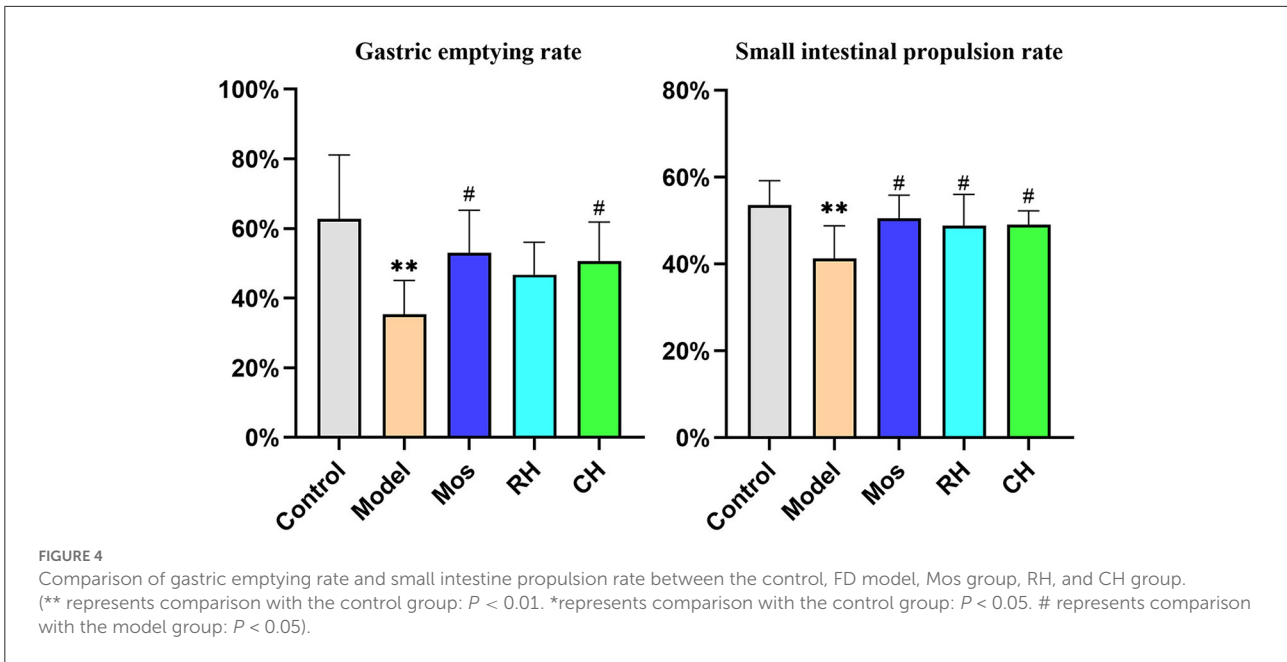 Gastric emptying rate
100%
80%
60%
40%
20%
0%
**
#
#
Control
Model
Mos
RH
CH
Small intestinal propulsion rate
80%
60%
40%
20%
0%
**
#
#
#
Control
Model
Mos
RH
CH
FIGURE 4
Comparison of gastric emptying rate and small intestine propulsion rate between the control, FD model, Mos group, RH, and CH group.
(** represents comparison with the control group: P < 0.01. *represents comparison with the control group: P < 0.05. # represents comparison
with the model group: P < 0.05).